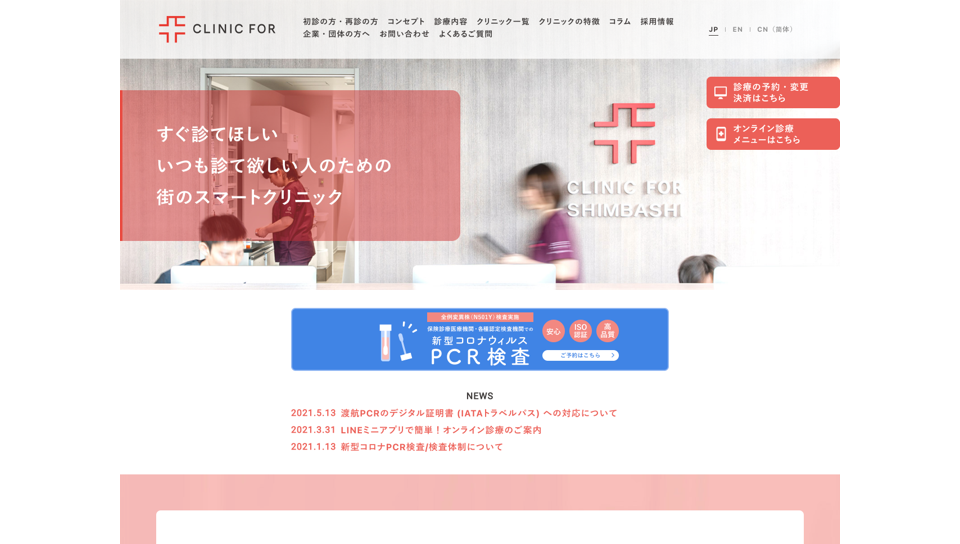 CLINIC FOR
初診の方・再診の方 コンセプト 診療内容 クリニック一覧 クリニックの特徴 コラム 採用情報
企業・団体の方へ お問い合わせ よくあるご質問
JP | EN | CN（簡体）
診療の予約・変更
決済はこちら
オンライン診療
メニューはこちら
すぐ診てほしい
いつも診て欲しい人のための
街のスマートクリニック
CLINIC FOR
SHIMBASHI
全例変異株(N501Y)検査実施
保険診療医療機関・各種認定検査機関での
新型コロナウィルス
PCR検査
安心
ISO
認証
高
品質
ご予約はこちら
NEWS
2021.5.13 渡航PCRのデジタル証明書 (IATAトラベルパス) への対応について
2021.3.31 LINEミニアプリで簡単！オンライン診療のご案内
2021.1.13 新型コロナPCR検査/検査体制について